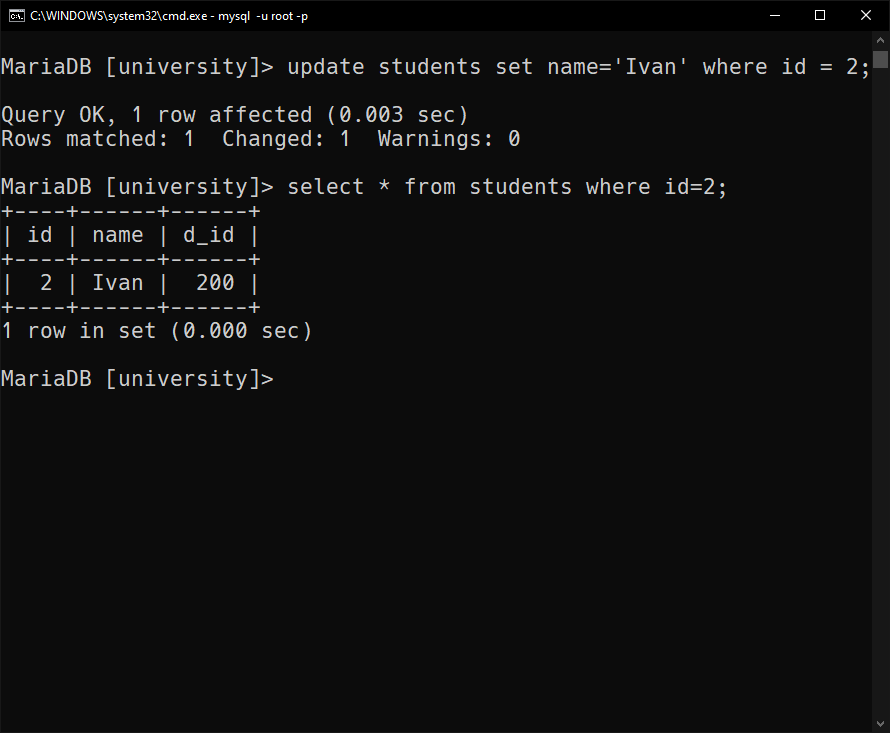 C:\WINDOWS\system32\cmd.exe - mysql  -u root -p
MariaDB [university]> update students set name='Ivan' where id = 2;
Query OK, 1 row affected (0.003 sec)
Rows matched: 1  Changed: 1  Warnings: 0
MariaDB [university]> select * from students where id=2;
+----+------+------+
| id | name | d_id |
+----+------+------+
|  2 | Ivan |  200 |
+----+------+------+
1 row in set (0.000 sec)
MariaDB [university]>